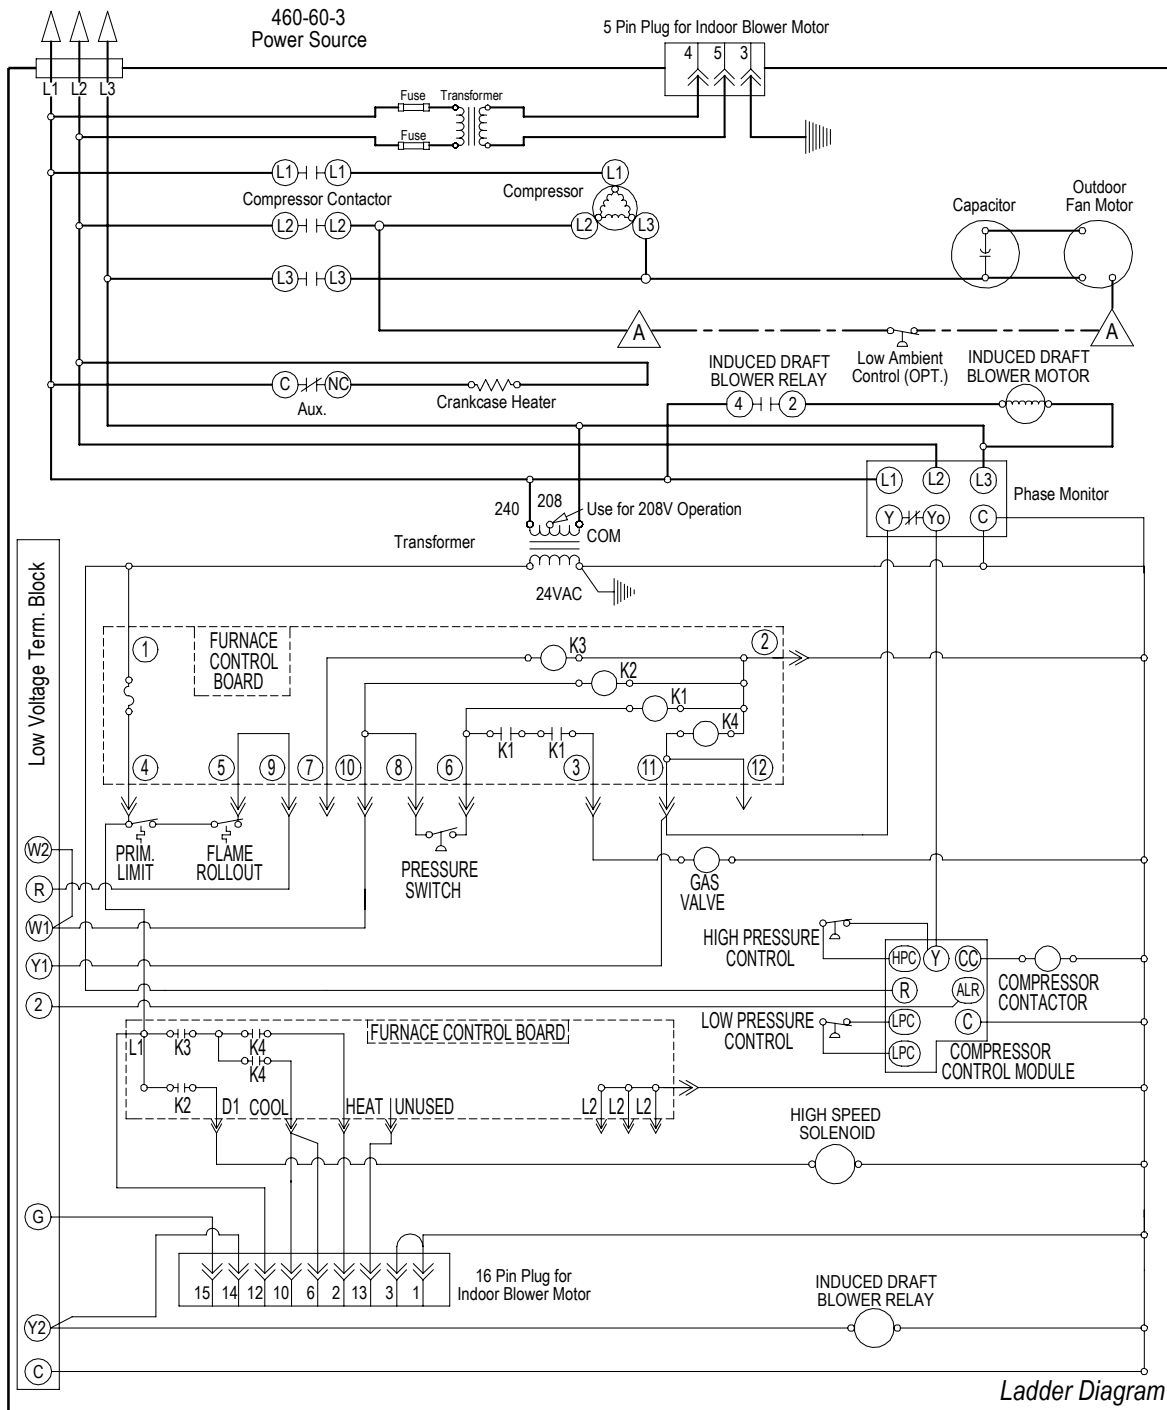 460-60-3
Power Source
5 Pin Plug for Indoor Blower Motor
4 5 3
L1 L2 L3
Fuse Transformer
Fuse
L1 L1 L1
Compressor Contactor Compressor
L2 L2 L2 L3
Capacitor
Outdoor
Fan Motor
L3 L3
A A
Low Ambient
Control (OPT.)
C NC
Aux. Crankcase Heater
INDUCED DRAFT
BLOWER RELAY
4 2
INDUCED DRAFT
BLOWER MOTOR
L1 L2 L3
Phase Monitor
Y Yo C
240 208 Use for 208V Operation
COM
Transformer
24VAC
Low Voltage Term. Block
1 FURNACE
CONTROL
BOARD
2
K3
K2
K1
K4
K1 K1
4 5 9 7 10 8 6 3 11 12
PRIM.
LIMIT
FLAME
ROLLOUT
PRESSURE
SWITCH
GAS
VALVE
W2
R
W1
Y1
2
HIGH PRESSURE
CONTROL
HPC Y CC
R ALR
COMPRESSOR
CONTACTOR
LOW PRESSURE
CONTROL
LPC C
LPC
COMPRESSOR
CONTROL MODULE
FURNACE CONTROL BOARD
L1 K3 K4
K4
K2 D1 COOL HEAT UNUSED L2 L2 L2
HIGH SPEED
SOLENOID
G
15 14 12 10 6 2 13 3 1
16 Pin Plug for
Indoor Blower Motor
INDUCED DRAFT
BLOWER RELAY
Y2
C
Ladder Diagram